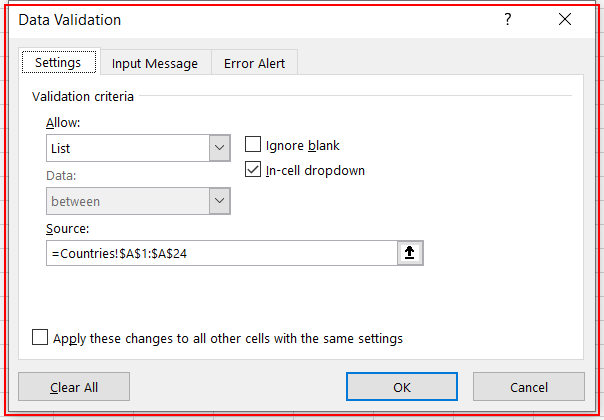 Data Validation ?
Settings Input Message Error Alert
Validation criteria
Allow:
List Ignore blank
Data: In-cell dropdown
between
Source:
=Countries!$A$1:$A$24
Apply these changes to all other cells with the same settings
Clear All OK Cancel